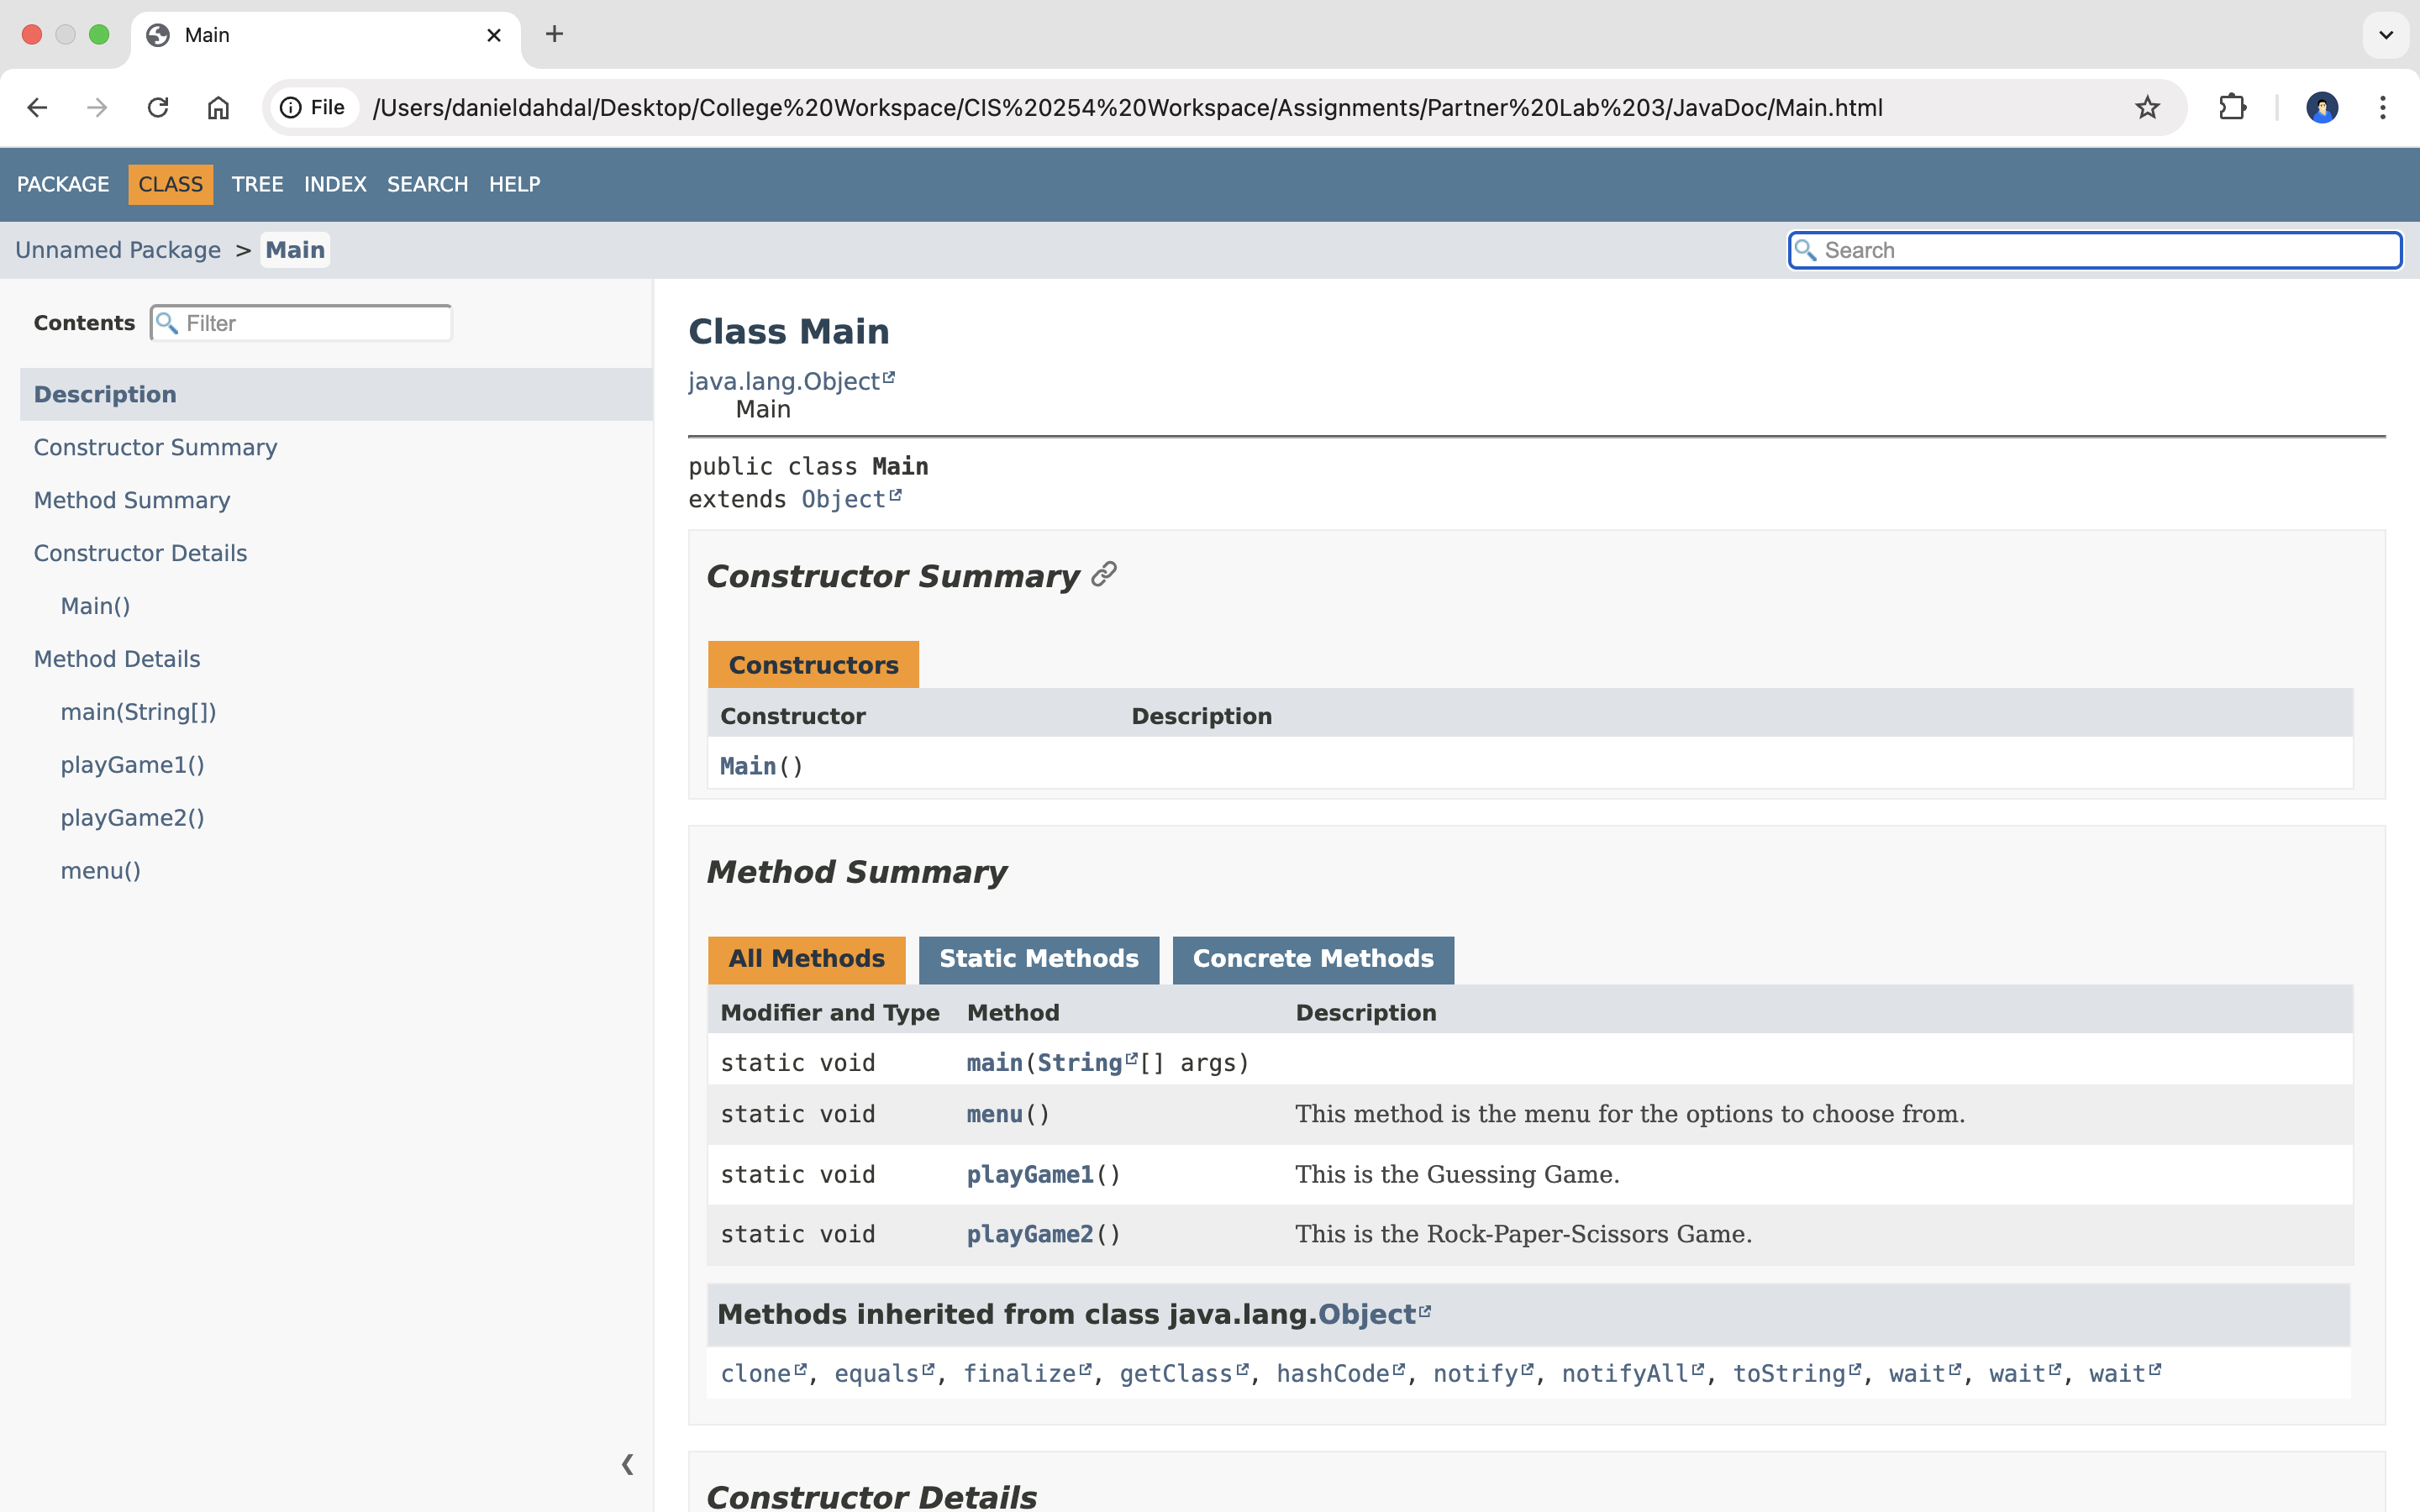 Main
File /Users/danieldahdal/Desktop/College%20Workspace/CIS%20254%20Workspace/Assignments/Partner%20Lab%203/JavaDoc/Main.html
PACKAGE CLASS TREE INDEX SEARCH HELP
Unnamed Package > Main
Search
Contents Filter
Description
Constructor Summary
Method Summary
Constructor Details
Main()
Method Details
main(String[])
playGame1()
playGame2()
menu()
Class Main
java.lang.Object
Main
public class Main
extends Object
Constructor Summary
Constructors
Constructor Description
Main()
Method Summary
All Methods Static Methods Concrete Methods
Modifier and Type Method Description
static void main(String[] args)
static void menu() This method is the menu for the options to choose from.
static void playGame1() This is the Guessing Game.
static void playGame2() This is the Rock-Paper-Scissors Game.
Methods inherited from class java.lang.Object
clone, equals, finalize, getClass, hashCode, notify, notifyAll, toString, wait, wait, wait
Constructor Details